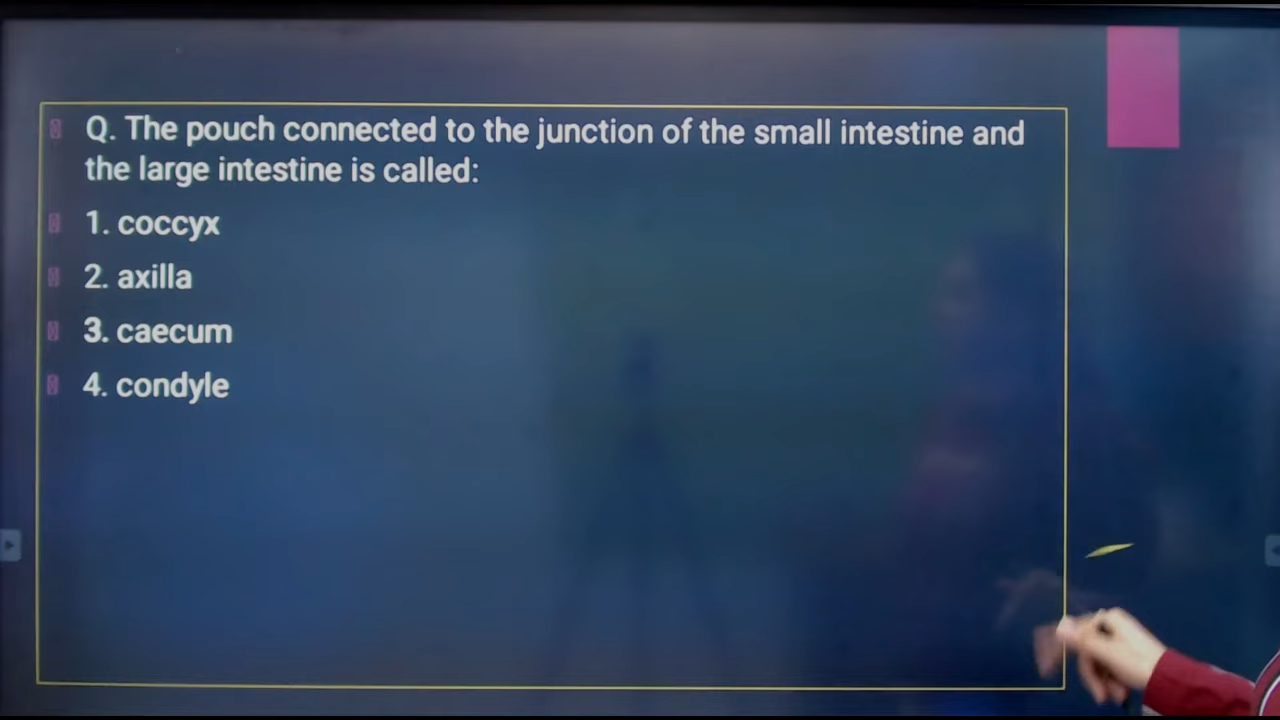 Q. The pouch connected to the junction of the small intestine and
the large intestine is called:
1. coccyx
2. axilla
3. caecum
4. condyle